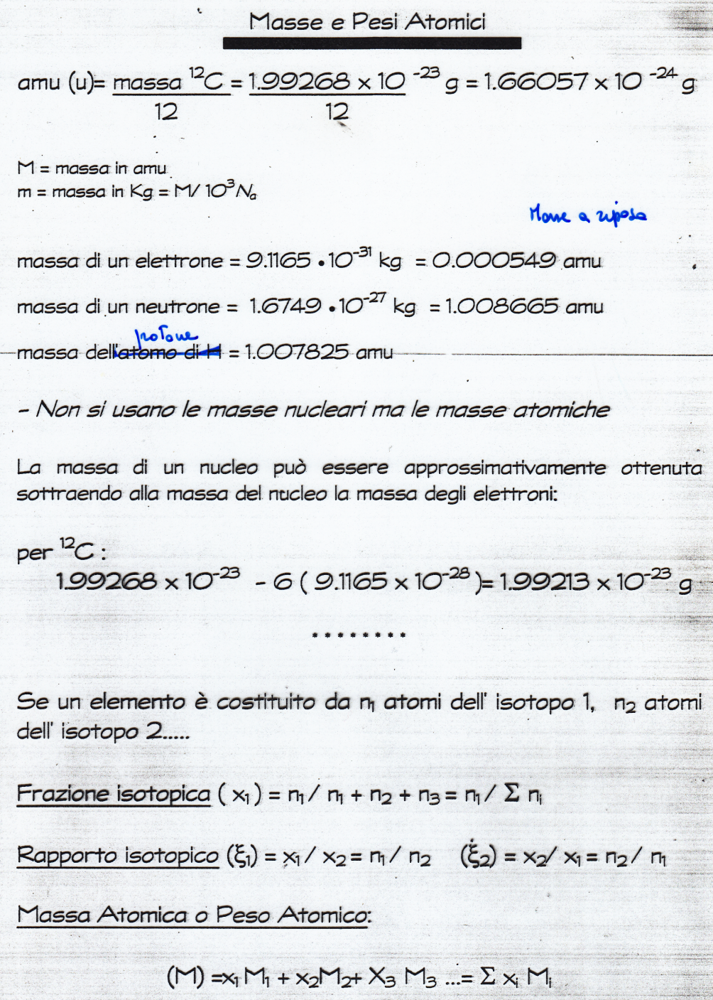 Masse e Pesi Atomici
amu (u)= massa ¹²C = 1.99268 x 10 ⁻²³ g = 1.66057 x 10 ⁻²⁴ g
12 12
M = massa in amu
m = massa in Kg = M/ 10³Nₐ
Masse a riposo
massa di un elettrone = 9.1165 • 10⁻³¹ kg = 0.000549 amu
massa di un neutrone = 1.6749 • 10⁻²⁷ kg = 1.008665 amu
protone
massa dell'atomo di H = 1.007825 amu
- Non si usano le masse nucleari ma le masse atomiche
La massa di un nucleo può essere approssimativamente ottenuta
sottraendo alla massa del nucleo la massa degli elettroni:
per ¹²C :
1.99268 x 10⁻²³ - 6 ( 9.1165 x 10⁻²⁸ )= 1.99213 x 10⁻²³ g
* * * * * * * *
Se un elemento è costituito da n₁ atomi dell' isotopo 1, n₂ atomi
dell' isotopo 2.....
Frazione isotopica ( x₁ ) = n₁ / n₁ + n₂ + n₃ = n₁ / Σ nᵢ
Rapporto isotopico (ξ₁) = x₁ / x₂ = n₁ / n₂ (ξ₂) = x₂/ x₁ = n₂ / n₁
Massa Atomica o Peso Atomico:
(M) =x₁ M₁ + x₂M₂+ X₃ M₃ ...= Σ xᵢ Mᵢ